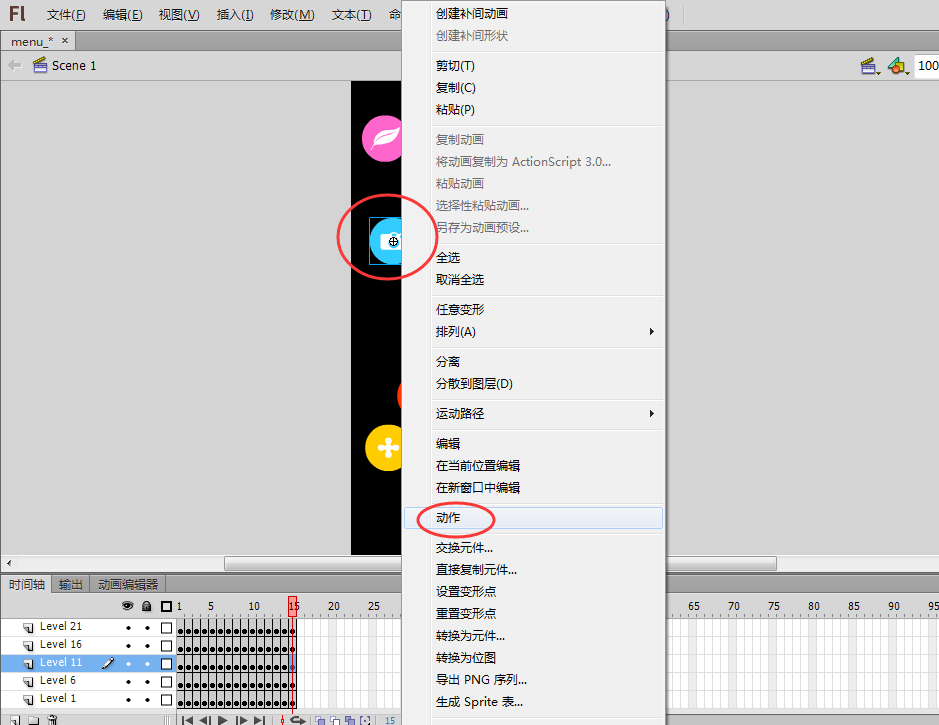 Fl 文件(F) 编辑(E) 视图(V) 插入(I) 修改(M) 文本(T) 命
menu_* ×
Scene 1
100
创建补间动画
创建补间形状
剪切(T)
复制(C)
粘贴(P)
复制动画
将动画复制为 ActionScript 3.0...
粘贴动画
选择性粘贴动画...
另存为动画预设...
全选
取消全选
任意变形
排列(A)
分离
分散到图层(D)
运动路径
编辑
在当前位置编辑
在新窗口中编辑
动作
交换元件...
直接复制元件...
设置变形点
重置变形点
转换为元件...
转换为位图
导出 PNG 序列...
生成 Sprite 表...
时间轴 输出 动画编辑器
1 5 10 15 20 25 65 70 75 80 85 90 95
Level 21
Level 16
Level 11
Level 6
Level 1
15